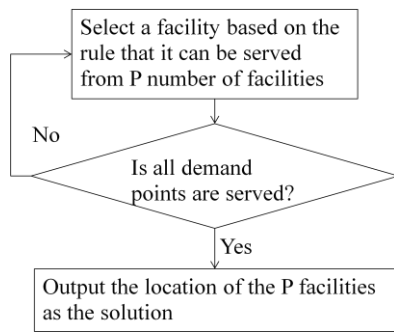 Select a facility based on the
rule that it can be served
from P number of facilities
No
Is all demand
points are served?
Yes
Output the location of the P facilities
as the solution